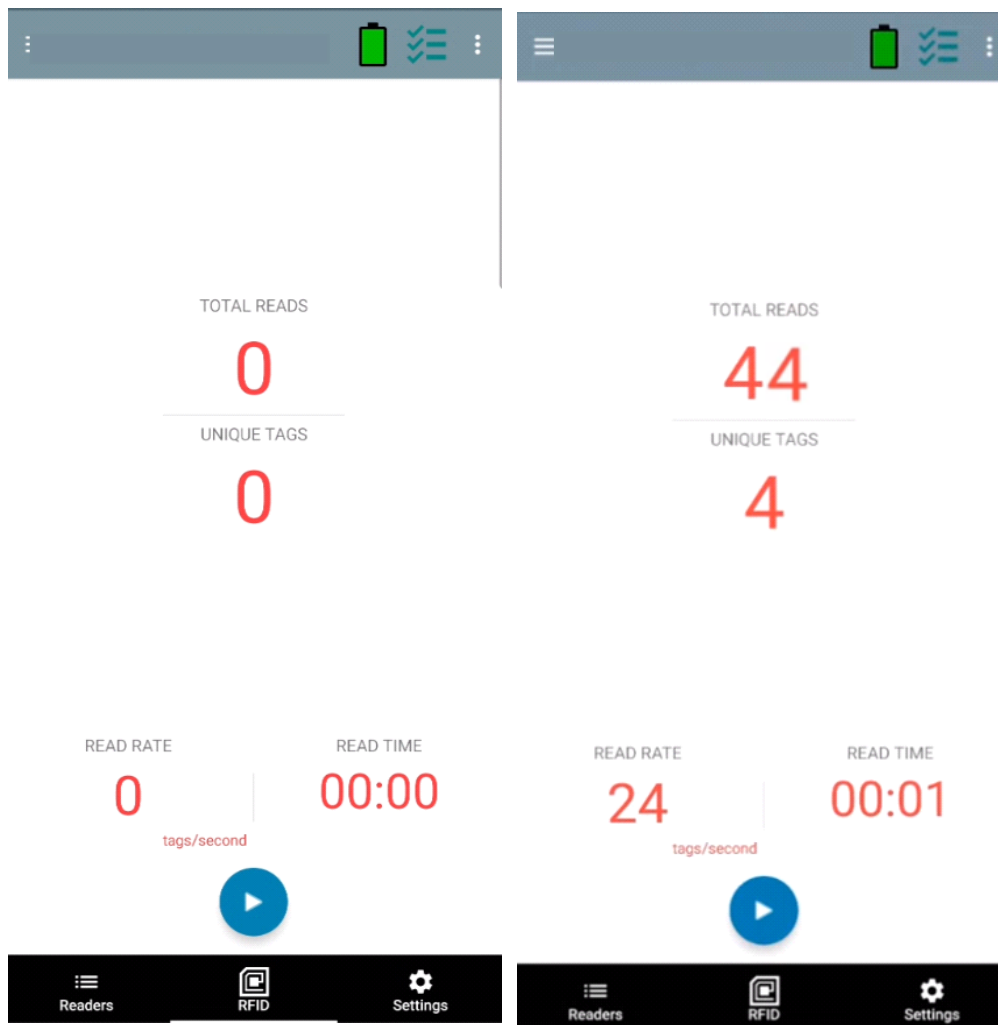 TOTAL READS
0
UNIQUE TAGS
0
READ RATE
READ TIME
0
00:00
tags/second
Readers
RFID
Settings
TOTAL READS
44
UNIQUE TAGS
4
READ RATE
READ TIME
24
00:01
tags/second
Readers
RFID
Settings